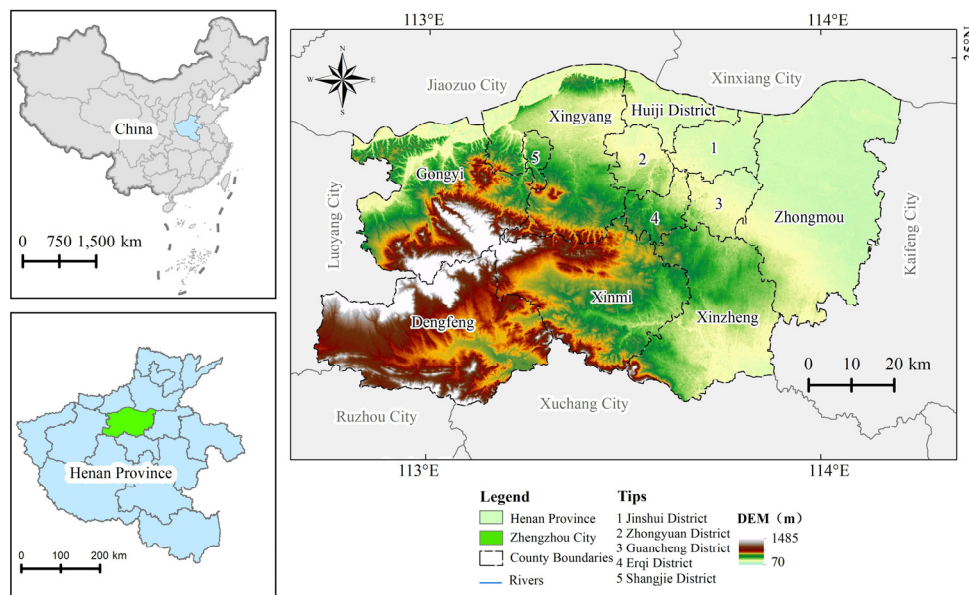 China
0 750 1,500 km
Henan Province
0 100 200 km
113°E
114°E
35°N
N
W
E
S
Jiaozuo City
Xinxiang City
Xingyang
Huiji District
1
5
2
Gongyi
3
4
Zhongmou
Luoyang City
Kaifeng City
Xinmi
Xinzheng
Dengfeng
0 10 20 km
Ruzhou City
Xuchang City
113°E
114°E
Legend
Henan Province
Zhengzhou City
County Boundaries
Rivers
Tips
1 Jinshui District
2 Zhongyuan District
3 Guancheng District
4 Erqi District
5 Shangjie District
DEM（m）
1485
70